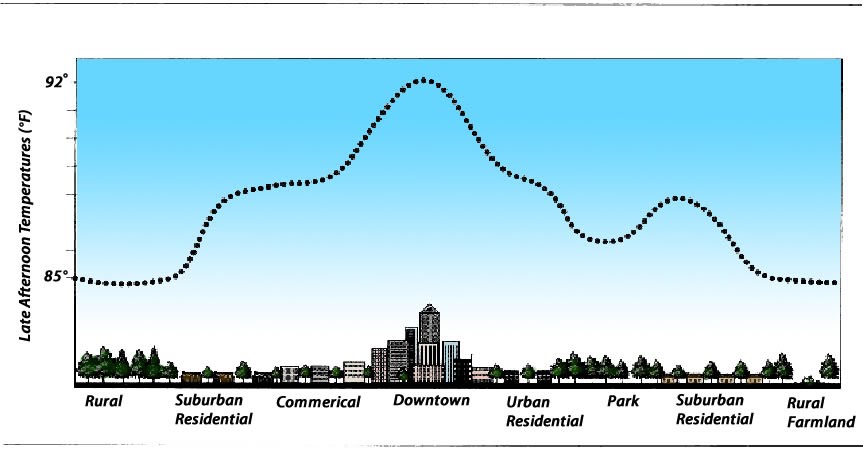 92°
Late Afternoon Temperatures (°F)
85°
Rural
Suburban
Residential
Commerical
Downtown
Urban
Residential
Park
Suburban
Residential
Rural
Farmland